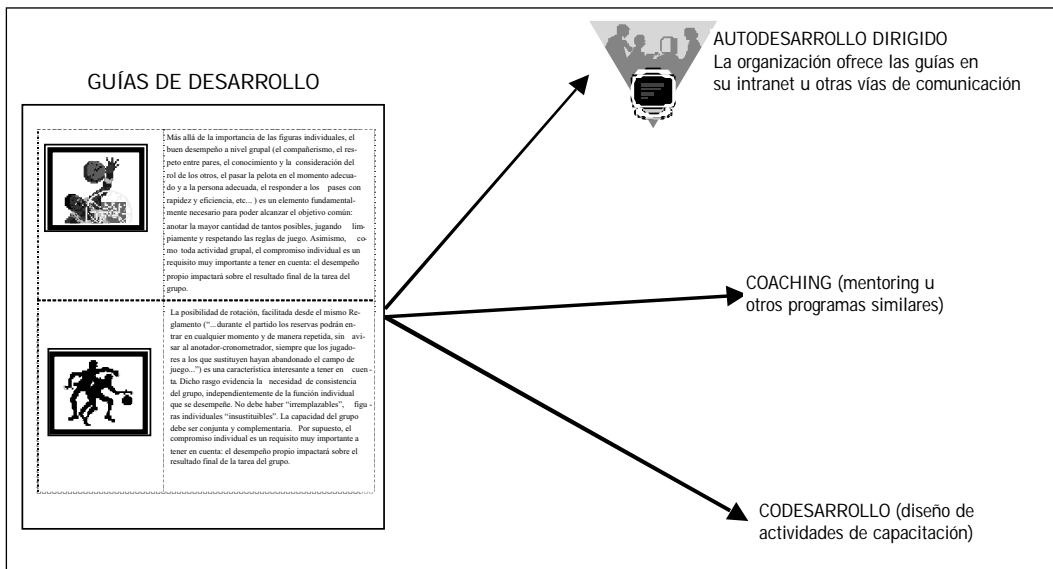 GUÍAS DE DESARROLLO
Más allá de la importancia de las figuras individuales, el
buen desempeño a nivel grupal (el compañerismo, el res-
peto entre pares, el conocimiento y la consideración del
rol de los otros, el pasar la pelota en el momento adecua-
do y a la persona adecuada, el responder a los pases con
rapidez y eficiencia, etc... ) es un elemento fundamental-
mente necesario para poder alcanzar el objetivo común:
anotar la mayor cantidad de tantos posibles, jugando lim-
piamente y respetando las reglas de juego. Asimismo, co-
mo toda actividad grupal, el compromiso individual es un
requisito muy importante a tener en cuenta: el desempeño
propio impactará sobre el resultado final de la tarea del
grupo.
La posibilidad de rotación, facilitada desde el mismo Re-
glamento (“...durante el partido los reservas podrán en-
trar en cualquier momento y de manera repetida, sin avi-
sar al anotador-cronometrador, siempre que los jugado-
res a los que sustituyen hayan abandonado el campo de
juego...”) es una característica interesante a tener en cuen-
ta. Dicho rasgo evidencia la necesidad de consistencia
del grupo, independientemente de la función individual
que se desempeñe. No debe haber “irremplazables”, figu-
ras individuales “insustituibles”. La capacidad del grupo
debe ser conjunta y complementaria. Por supuesto, el
compromiso individual es un requisito muy importante a
tener en cuenta: el desempeño propio impactará sobre el
resultado final de la tarea del grupo.
AUTODESARROLLO DIRIGIDO
La organización ofrece las guías en
su intranet u otras vías de comunicación
COACHING (mentoring u
otros programas similares)
CODESARROLLO (diseño de
actividades de capacitación)